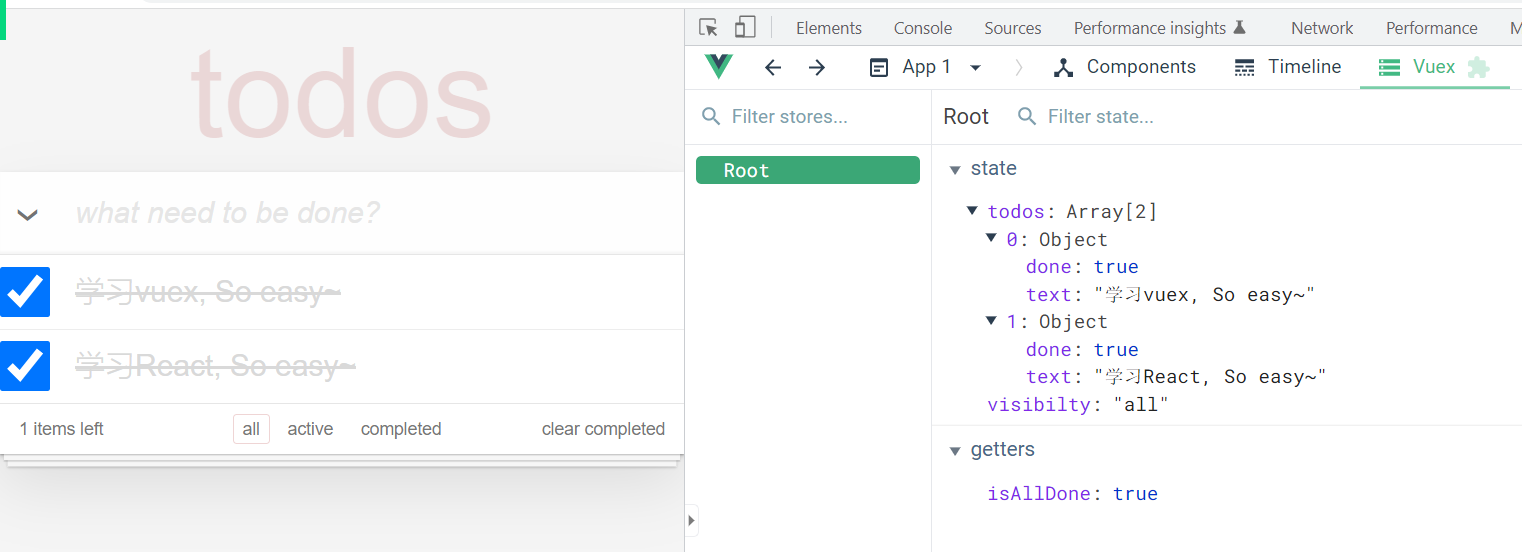 todos
what need to be done?
学习vuex, So easy~
学习React, So easy~
1 items left all active completed clear completed
Elements Console Sources Performance insights Network Performance M
App 1 Components Timeline Vuex
Filter stores...
Root
Root Filter state...
state
todos: Array[2]
0: Object
done: true
text: "学习vuex, So easy~"
1: Object
done: true
text: "学习React, So easy~"
visibilty: "all"
getters
isAllDone: true